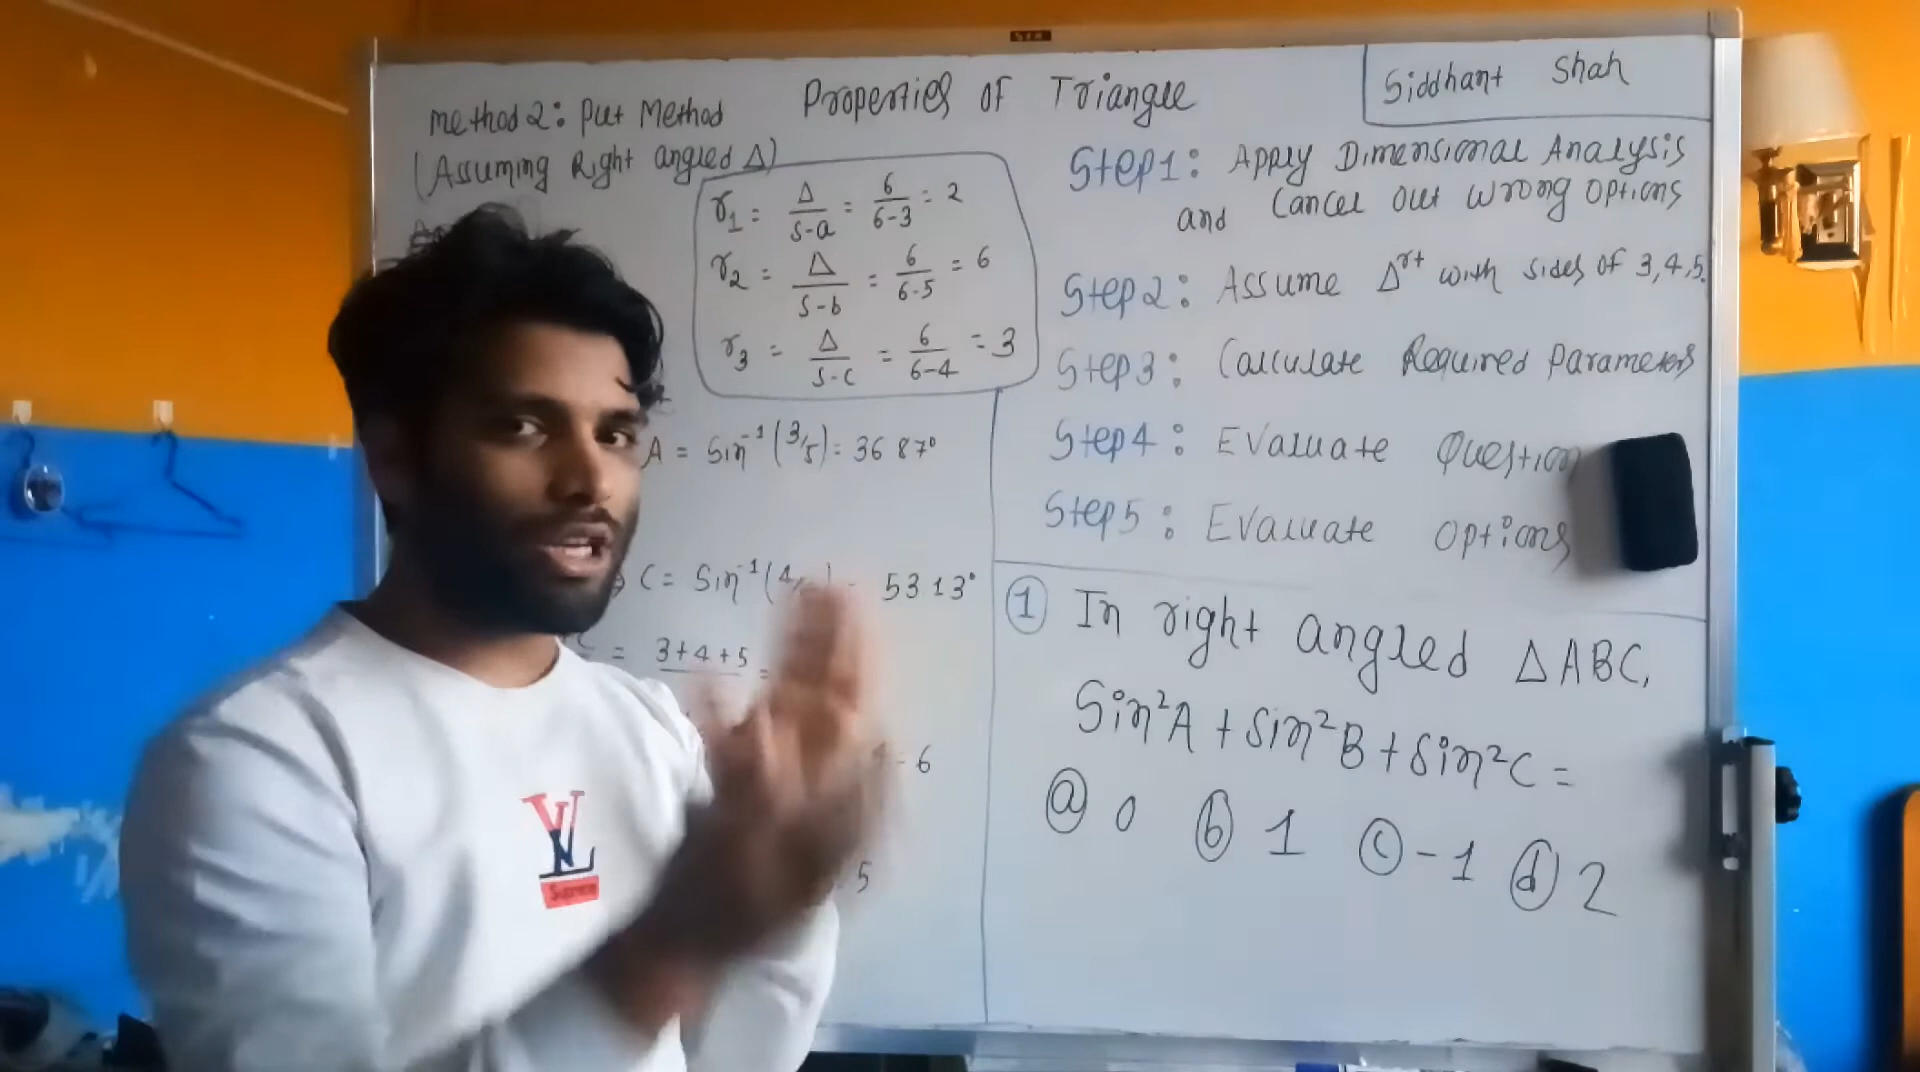 Properties of Triangle
Siddhant Shah
Method 2: Put Method
(Assuming Right angled Δ)
r1 = Δ/s-a = 6/6-3 = 2
r2 = Δ/s-b = 6/6-5 = 6
r3 = Δ/s-c = 6/6-4 = 3
A = Sin⁻¹(3/5) = 36 87°
C = Sin⁻¹(4/ 53 13°
= 3+4+5 =
4 = 6
5
Step1: Apply Dimensional Analysis
and Cancel out wrong options
Step2: Assume Δ^rt with sides of 3,4,5.
Step3: Calculate Required Parameters
Step4: Evaluate Question
Step5: Evaluate Options
① In right angled ΔABC,
Sin²A + Sin²B + Sin²C =
ⓐ 0 ⓑ 1 ⓒ -1 ⓓ 2
Supreme